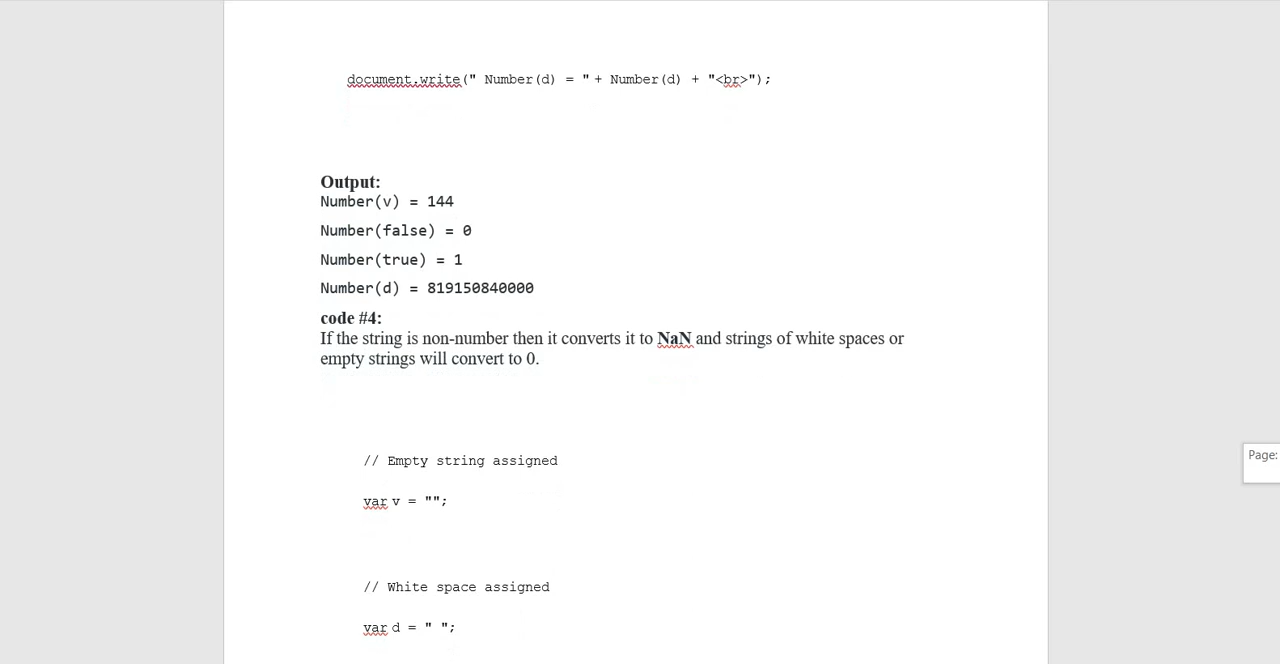 document.write(" Number(d) = " + Number(d) + "<br>");
Output:
Number(v) = 144
Number(false) = 0
Number(true) = 1
Number(d) = 819150840000
code #4:
If the string is non-number then it converts it to NaN and strings of white spaces or
empty strings will convert to 0.
// Empty string assigned
var v = "";
Page:
// White space assigned
var d = " ";